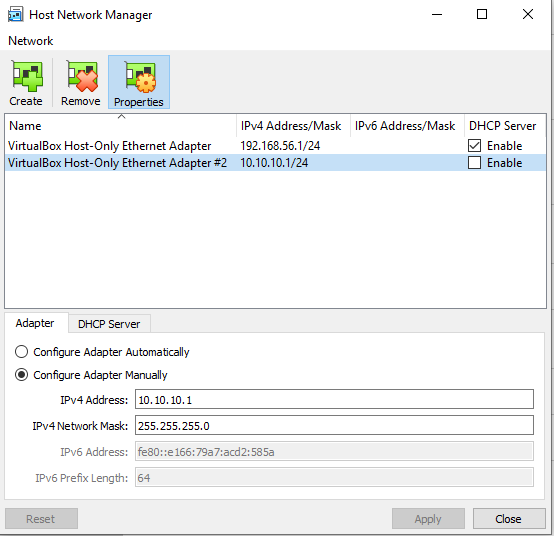 Host Network Manager
Network
Create Remove Properties
Name IPv4 Address/Mask IPv6 Address/Mask DHCP Server
VirtualBox Host-Only Ethernet Adapter 192.168.56.1/24 Enable
VirtualBox Host-Only Ethernet Adapter #2 10.10.10.1/24 Enable
Adapter DHCP Server
Configure Adapter Automatically
Configure Adapter Manually
IPv4 Address: 10.10.10.1
IPv4 Network Mask: 255.255.255.0
IPv6 Address: fe80::e166:79a7:acd2:585a
IPv6 Prefix Length: 64
Reset Apply Close